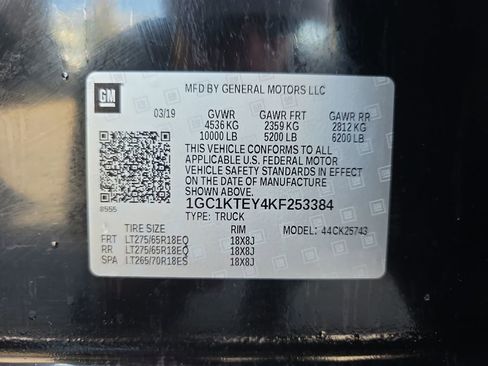 GM
MFD BY GENERAL MOTORS LLC
03/19 GVWR GAWR FRT GAWR RR
4536 KG 2359 KG 2812 KG
10000 LB 5200 LB 6200 LB
THIS VEHICLE CONFORMS TO ALL
APPLICABLE U.S. FEDERAL MOTOR
VEHICLE SAFETY STANDARDS IN
EFFECT ON THE DATE OF MANUFACTURE
SHOWN ABOVE.
8555 1GC1KTEY4KF253384
TYPE: TRUCK
TIRE SIZE RIM MODEL: 44CK25743
FRT LT275/65R18EQ 18X8J
RR LT275/65R18EQ 18X8J
SPA LT265/70R18ES 18X8J